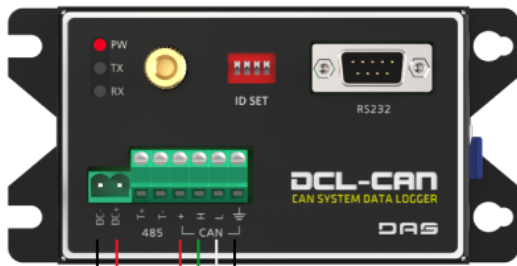 PW
TX
RX
ID SET
RS232
DCL-CAN
CAN SYSTEM DATA LOGGER
DC- DC+ T+ T- + H L
485 CAN
DAS